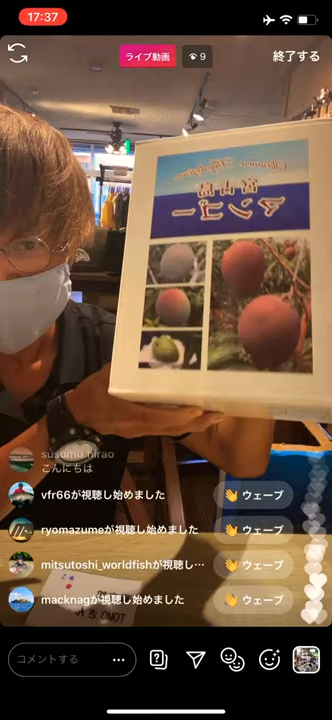 17:37
ライブ動画
9
終了する
Okinawa Miyakojima
宮古島
マンゴー
susumu.hirao
こんにちは
vfr66が視聴し始めました
ウェーブ
ryomazumeが視聴し始めました
ウェーブ
mitsutoshi_worldfishが視聴し…
ウェーブ
macknagが視聴し始めました
ウェーブ
コメントする